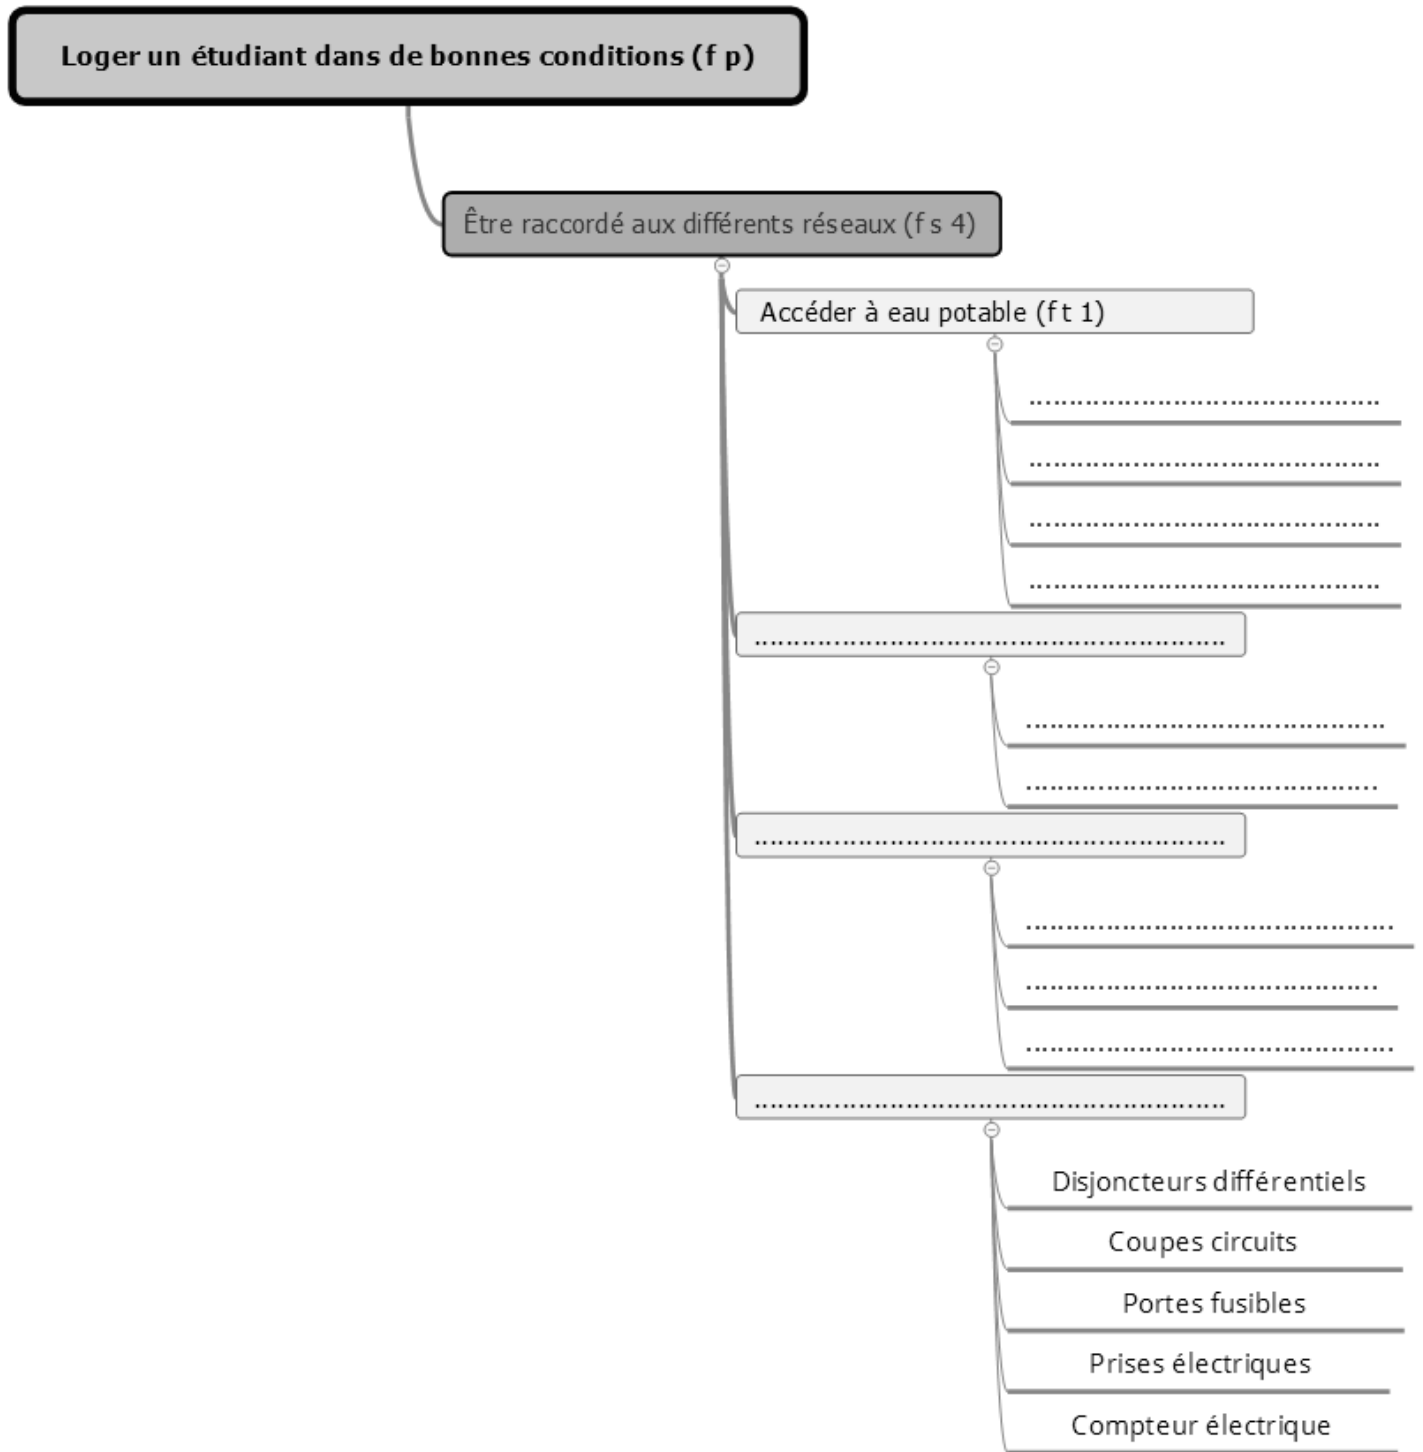 Loger un étudiant dans de bonnes conditions (f p)
Être raccordé aux différents réseaux (f s 4)
Accéder à eau potable (f t 1)
............................................
............................................
............................................
............................................
............................................................
.............................................
............................................
............................................................
..............................................
............................................
..............................................
............................................................
Disjoncteurs différentiels
Coupes circuits
Portes fusibles
Prises électriques
Compteur électrique